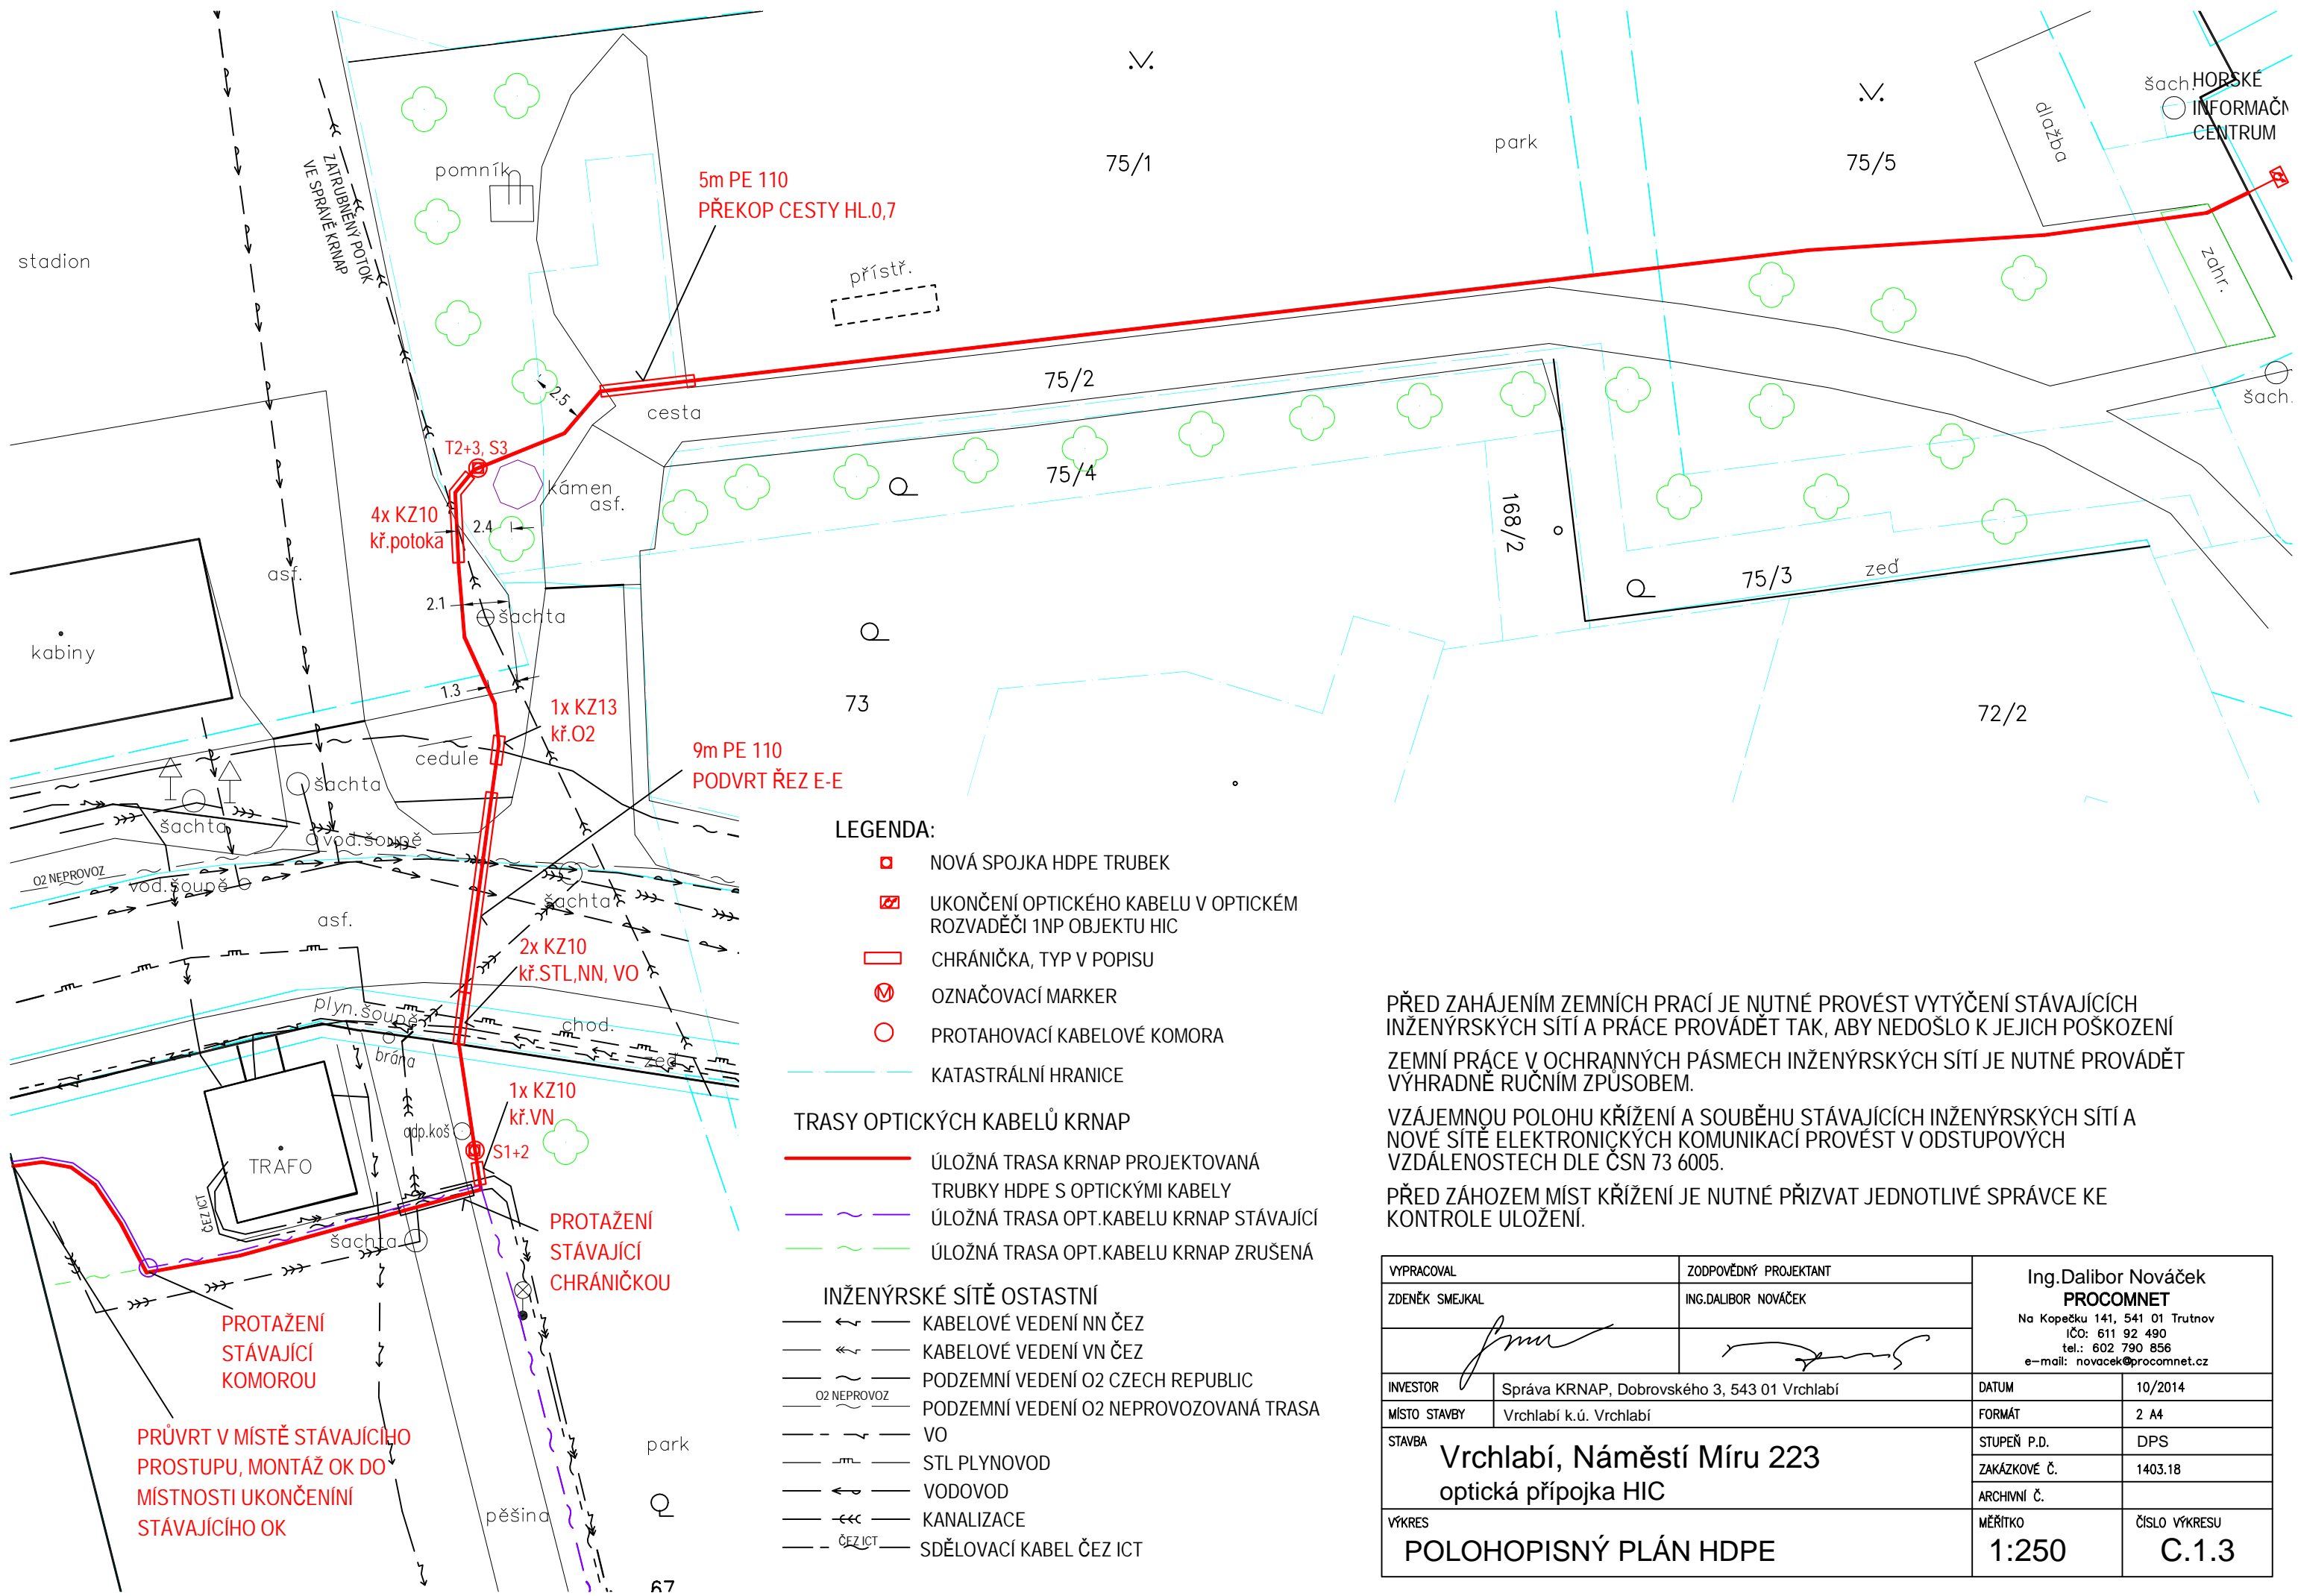 stadion
ZATRUBNĚNÝ POTOK
VE SPRÁVĚ KRNAP
pomník
5m PE 110
PŘEKOP CESTY HL.0,7
75/1
park
75/5
dlažba
šach.
HORSKÉ
INFORMAČN
CENTRUM
zahr.
šach.
přístř.
2.5
cesta
75/2
T2+3, S3
kámen
asf.
75/4
168/2
75/3
zeď
4x KZ10
kř.potoka
2.4
2.1
šachta
asf.
kabiny
1.3
73
72/2
1x KZ13
kř.O2
cedule
9m PE 110
PODVRT ŘEZ E-E
šachta
šachta
vod.šoupě
O2 NEPROVOZ
vod.šoupě
šachta
asf.
2x KZ10
kř.STL,NN, VO
plyn.šoupě
chod.
zeď
brána
1x KZ10
kř.VN
odp.koš
S1+2
TRAFO
ČEZ ICT
šachta
PROTAŽENÍ
STÁVAJÍCÍ
CHRÁNIČKOU
PROTAŽENÍ
STÁVAJÍCÍ
KOMOROU
PRŮVRT V MÍSTĚ STÁVAJÍCÍHO
PROSTUPU, MONTÁŽ OK DO
MÍSTNOSTI UKONČENÍNÍ
STÁVAJÍCÍHO OK
park
pěšina
67
LEGENDA:
NOVÁ SPOJKA HDPE TRUBEK
UKONČENÍ OPTICKÉHO KABELU V OPTICKÉM
ROZVADĚČI 1NP OBJEKTU HIC
CHRÁNIČKA, TYP V POPISU
OZNAČOVACÍ MARKER
PROTAHOVACÍ KABELOVÉ KOMORA
KATASTRÁLNÍ HRANICE
TRASY OPTICKÝCH KABELŮ KRNAP
ÚLOŽNÁ TRASA KRNAP PROJEKTOVANÁ
TRUBKY HDPE S OPTICKÝMI KABELY
ÚLOŽNÁ TRASA OPT.KABELU KRNAP STÁVAJÍCÍ
ÚLOŽNÁ TRASA OPT.KABELU KRNAP ZRUŠENÁ
INŽENÝRSKÉ SÍTĚ OSTASTNÍ
KABELOVÉ VEDENÍ NN ČEZ
KABELOVÉ VEDENÍ VN ČEZ
PODZEMNÍ VEDENÍ O2 CZECH REPUBLIC
O2 NEPROVOZ
PODZEMNÍ VEDENÍ O2 NEPROVOZOVANÁ TRASA
VO
STL PLYNOVOD
VODOVOD
KANALIZACE
ČEZ ICT
SDĚLOVACÍ KABEL ČEZ ICT
PŘED ZAHÁJENÍM ZEMNÍCH PRACÍ JE NUTNÉ PROVÉST VYTÝČENÍ STÁVAJÍCÍCH
INŽENÝRSKÝCH SÍTÍ A PRÁCE PROVÁDĚT TAK, ABY NEDOŠLO K JEJICH POŠKOZENÍ
ZEMNÍ PRÁCE V OCHRANNÝCH PÁSMECH INŽENÝRSKÝCH SÍTÍ JE NUTNÉ PROVÁDĚT
VÝHRADNĚ RUČNÍM ZPŮSOBEM.
VZÁJEMNOU POLOHU KŘÍŽENÍ A SOUBĚHU STÁVAJÍCÍCH INŽENÝRSKÝCH SÍTÍ A
NOVÉ SÍTĚ ELEKTRONICKÝCH KOMUNIKACÍ PROVÉST V ODSTUPOVÝCH
VZDÁLENOSTECH DLE ČSN 73 6005.
PŘED ZÁHOZEM MÍST KŘÍŽENÍ JE NUTNÉ PŘIZVAT JEDNOTLIVÉ SPRÁVCE KE
KONTROLE ULOŽENÍ.
VYPRACOVAL
ZODPOVĚDNÝ PROJEKTANT
ZDENĚK SMEJKAL
ING.DALIBOR NOVÁČEK
Ing.Dalibor Nováček
PROCOMNET
Na Kopečku 141, 541 01 Trutnov
IČO: 611 92 490
tel.: 602 790 856
e-mail: novacek@procomnet.cz
INVESTOR
Správa KRNAP, Dobrovského 3, 543 01 Vrchlabí
DATUM
10/2014
MÍSTO STAVBY
Vrchlabí k.ú. Vrchlabí
FORMÁT
2 A4
STAVBA
Vrchlabí, Náměstí Míru 223
optická přípojka HIC
STUPEŇ P.D.
DPS
ZAKÁZKOVÉ Č.
1403.18
ARCHIVNÍ Č.
VÝKRES
POLOHOPISNÝ PLÁN HDPE
MĚŘÍTKO
1:250
ČÍSLO VÝKRESU
C.1.3